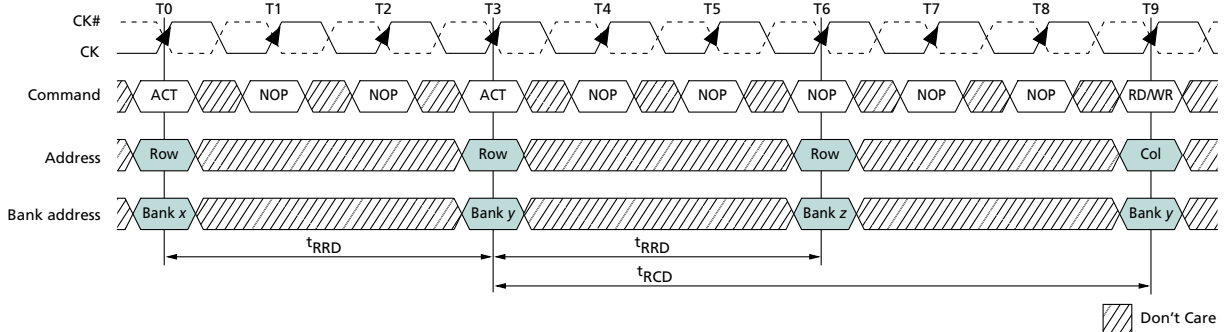 T0 T1 T2 T3 T4 T5 T6 T7 T8 T9
CK#
CK
Command ACT NOP NOP ACT NOP NOP NOP NOP NOP RD/WR
Address Row Row Row Col
Bank address Bank x Bank y Bank z Bank y
tRRD tRRD
tRCD
Don't Care